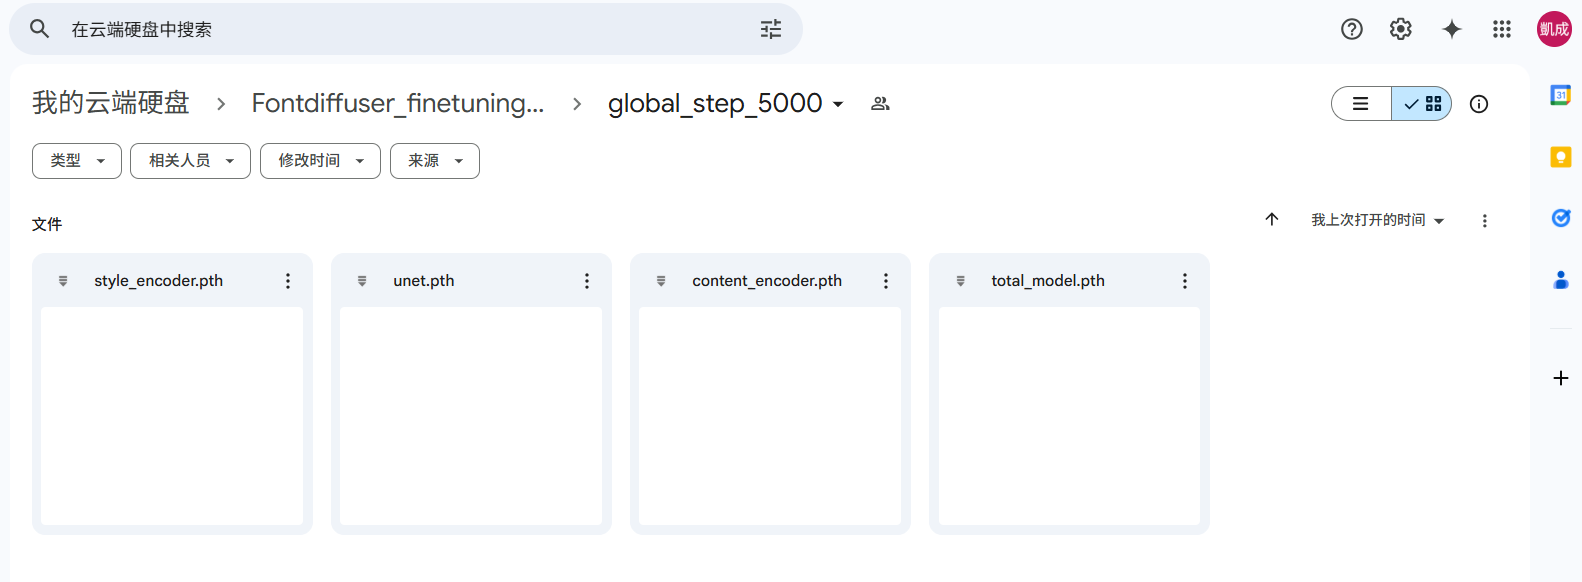 在云端硬盘中搜索
凱成
我的云端硬盘 > Fontdiffuser_finetuning... > global_step_5000
31
类型 相关人员 修改时间 来源
文件 我上次打开的时间
style_encoder.pth unet.pth content_encoder.pth total_model.pth